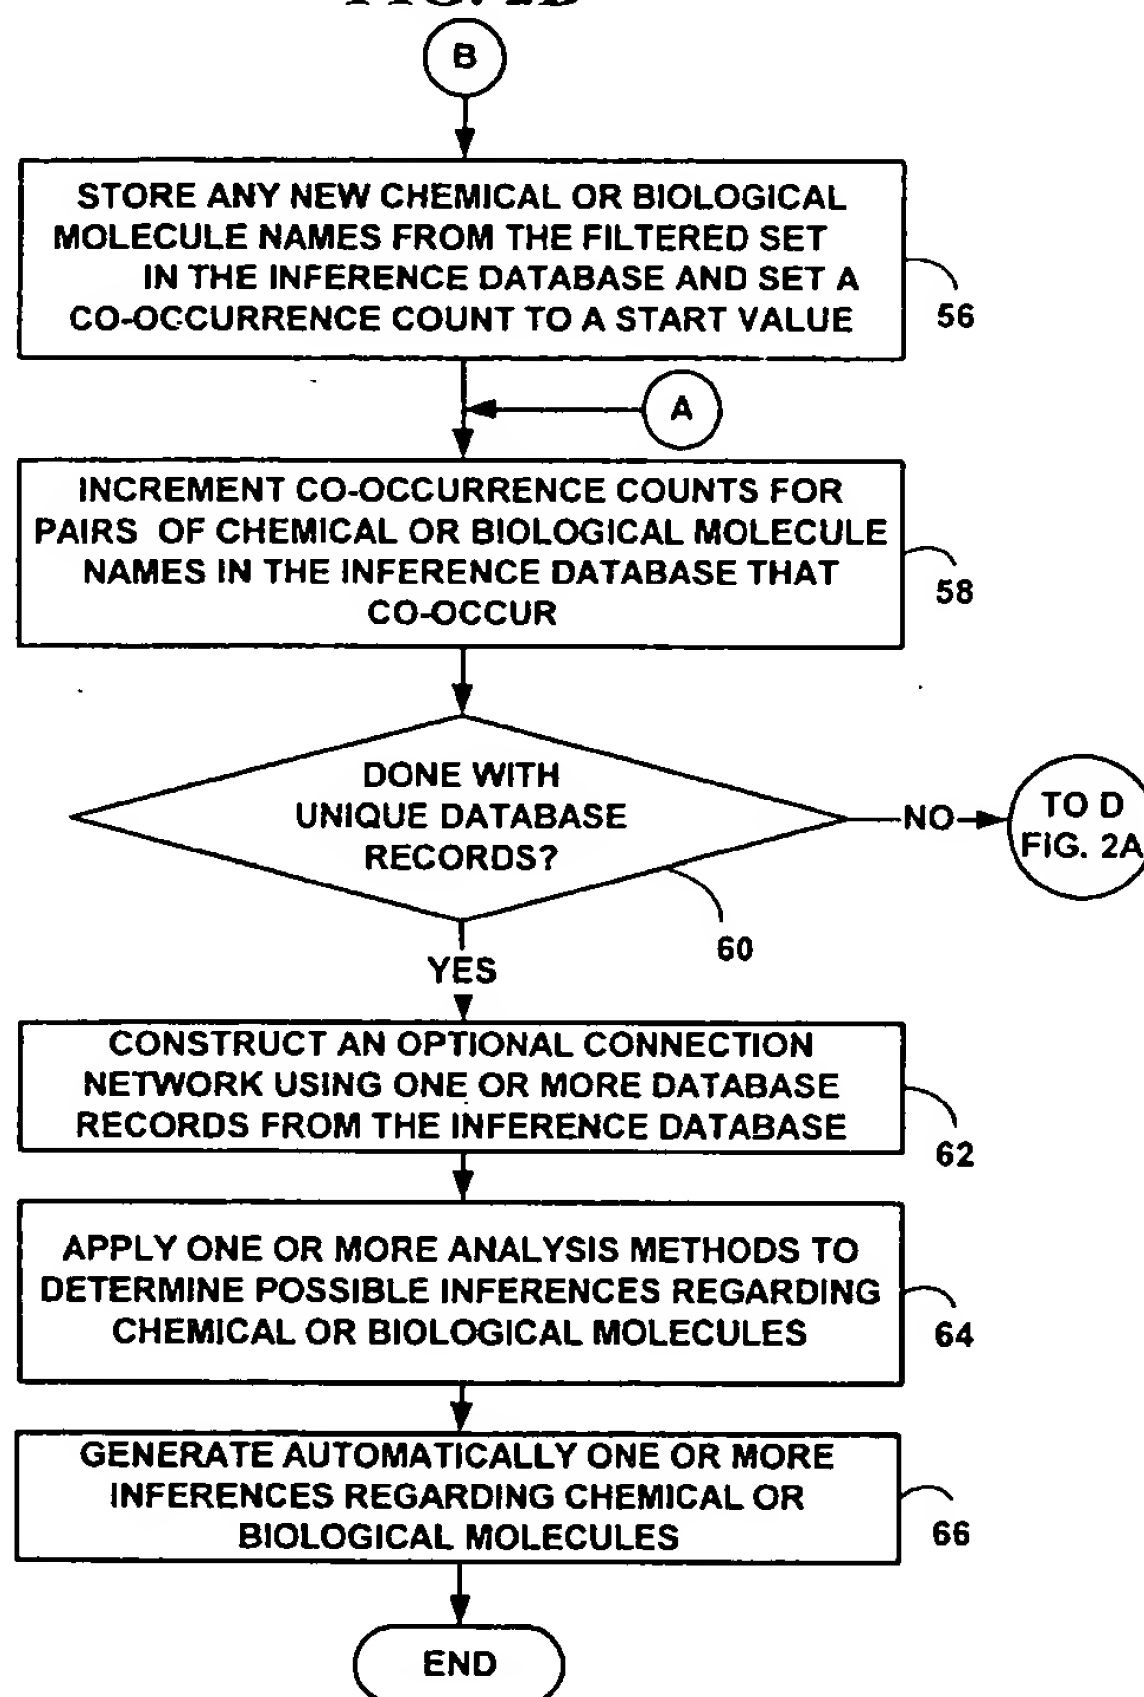 B
STORE ANY NEW CHEMICAL OR BIOLOGICAL
MOLECULE NAMES FROM THE FILTERED SET
IN THE INFERENCE DATABASE AND SET A
CO-OCCURRENCE COUNT TO A START VALUE
56
A
INCREMENT CO-OCCURRENCE COUNTS FOR
PAIRS OF CHEMICAL OR BIOLOGICAL MOLECULE
NAMES IN THE INFERENCE DATABASE THAT
CO-OCCUR
58
DONE WITH
UNIQUE DATABASE
RECORDS?
NO
TO D
FIG. 2A
60
YES
CONSTRUCT AN OPTIONAL CONNECTION
NETWORK USING ONE OR MORE DATABASE
RECORDS FROM THE INFERENCE DATABASE
62
APPLY ONE OR MORE ANALYSIS METHODS TO
DETERMINE POSSIBLE INFERENCES REGARDING
CHEMICAL OR BIOLOGICAL MOLECULES
64
GENERATE AUTOMATICALLY ONE OR MORE
INFERENCES REGARDING CHEMICAL OR
BIOLOGICAL MOLECULES
66
END